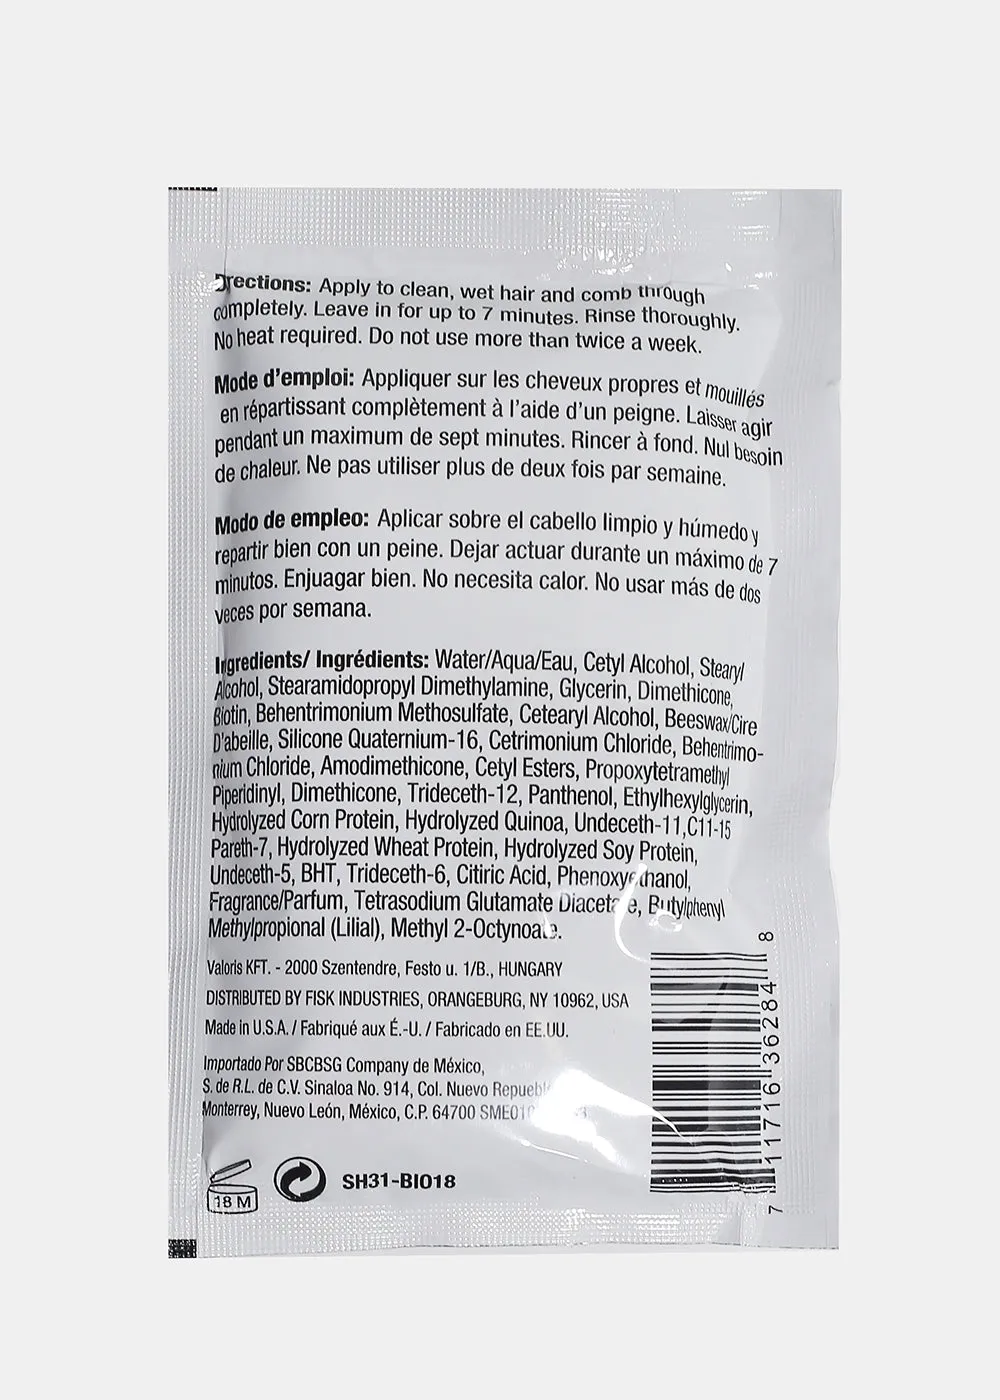 Directions: Apply to clean, wet hair and comb through
completely. Leave in for up to 7 minutes. Rinse thoroughly.
No heat required. Do not use more than twice a week.
Mode d'emploi: Appliquer sur les cheveux propres et mouillés
en répartissant complètement à l'aide d'un peigne. Laisser agir
pendant un maximum de sept minutes. Rincer à fond. Nul besoin
de chaleur. Ne pas utiliser plus de deux fois par semaine.
Modo de empleo: Aplicar sobre el cabello limpio y húmedo y
repartir bien con un peine. Dejar actuar durante un máximo de 7
minutos. Enjuagar bien. No necesita calor. No usar más de dos
veces por semana.
Ingredients/ Ingrédients: Water/Aqua/Eau, Cetyl Alcohol, Stearyl
Alcohol, Stearamidopropyl Dimethylamine, Glycerin, Dimethicone,
Biotin, Behentrimonium Methosulfate, Cetearyl Alcohol, Beeswax/Cire
D'abeille, Silicone Quaternium-16, Cetrimonium Chloride, Behentrimo-
nium Chloride, Amodimethicone, Cetyl Esters, Propoxytetramethyl
Piperidinyl, Dimethicone, Trideceth-12, Panthenol, Ethylhexylglycerin,
Hydrolyzed Corn Protein, Hydrolyzed Quinoa, Undeceth-11,C11-15
Pareth-7, Hydrolyzed Wheat Protein, Hydrolyzed Soy Protein,
Undeceth-5, BHT, Trideceth-6, Citiric Acid, Phenoxyethanol,
Fragrance/Parfum, Tetrasodium Glutamate Diacetate, Butylphenyl
Methylpropional (Lilial), Methyl 2-Octynoate.
Valoris KFT. - 2000 Szentendre, Festo u. 1/B., HUNGARY
DISTRIBUTED BY FISK INDUSTRIES, ORANGEBURG, NY 10962, USA
Made in U.S.A. / Fabriqué aux É.-U. / Fabricado en EE.UU.
Importado Por SBCBSG Company de México,
S. de R.L. de C.V. Sinaloa No. 914, Col. Nuevo
Monterrey, Nuevo León, México, C.P. 64700
18 M
SH31-BIO18
7 11716 36284 8